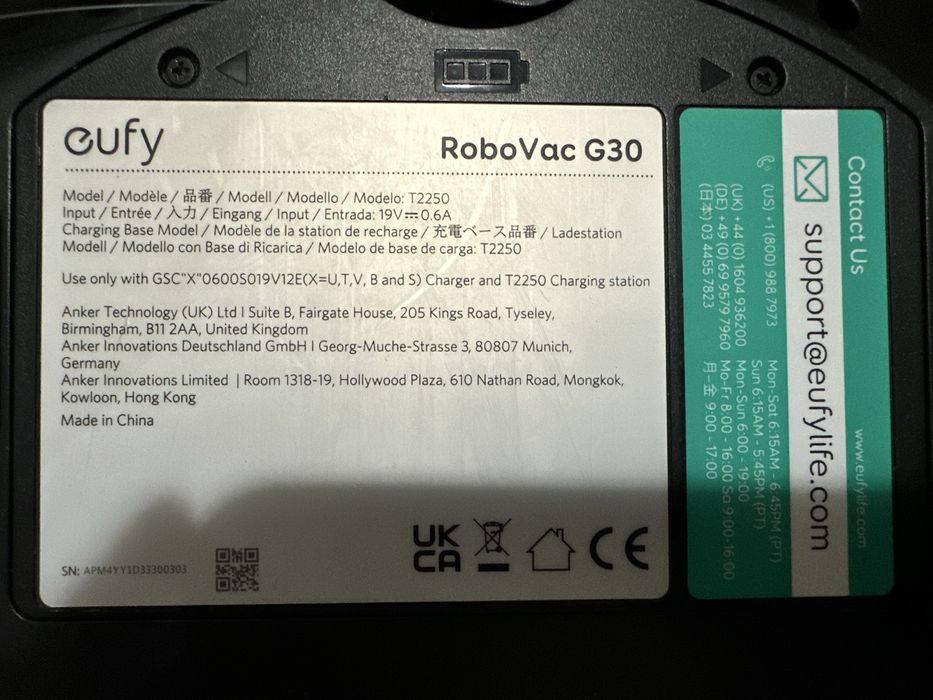 eufy
RoboVac G30
Model / Modèle / 品番 / Modell / Modello / Modelo: T2250
Input / Entrée / 入力 / Eingang / Input / Entrada: 19V⎓0.6A
Charging Base Model / Modèle de la station de recharge / 充電ベース品番 / Ladestation
Modell / Modello con Base di Ricarica / Modelo de base de carga: T2250
Use only with GSC"X"0600S019V12E(X=U,T,V, B and S) Charger and T2250 Charging station
Anker Technology (UK) Ltd I Suite B, Fairgate House, 205 Kings Road, Tyseley,
Birmingham, B11 2AA, United Kingdom
Anker Innovations Deutschland GmbH I Georg-Muche-Strasse 3, 80807 Munich,
Germany
Anker Innovations Limited | Room 1318-19, Hollywood Plaza, 610 Nathan Road, Mongkok,
Kowloon, Hong Kong
Made in China
SN: APM4YY1D33300303
UK
CA
CE
Contact Us
www.eufylife.com
support@eufylife.com
(US) +1 (800) 988 7973 Mon-Sat 6:15AM - 6:45PM (PT)
Sun 6:15AM - 5:45PM (PT)
(UK) +44 (0) 1604 936200 Mon-Sun 6:00 - 19:00
(DE) +49 (0) 69 9579 7960 Mo-Fr 8:00 - 16:00 Sa 9:00-16:00
(日本) 03 4455 7823 月–金 9:00 - 17:00